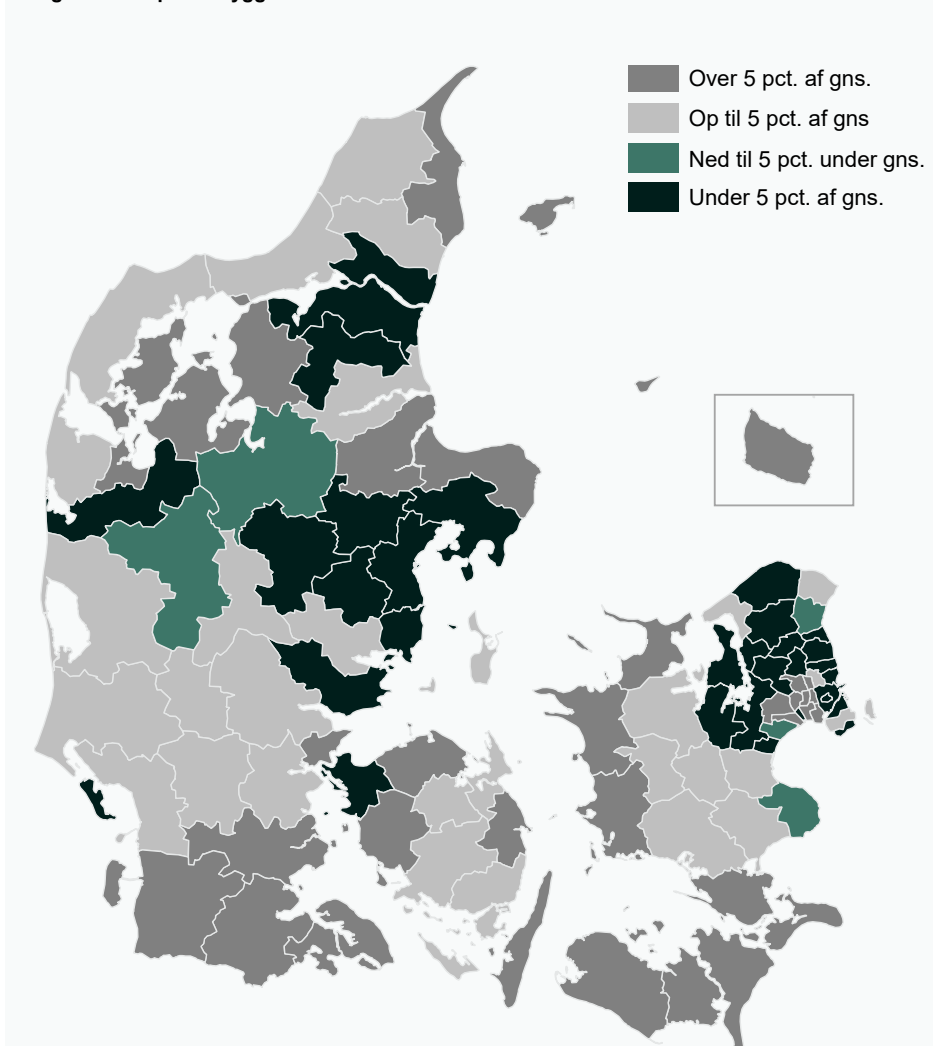 Over 5 pct. af gns.
Op til 5 pct. af gns
Ned til 5 pct. under gns.
Under 5 pct. af gns.